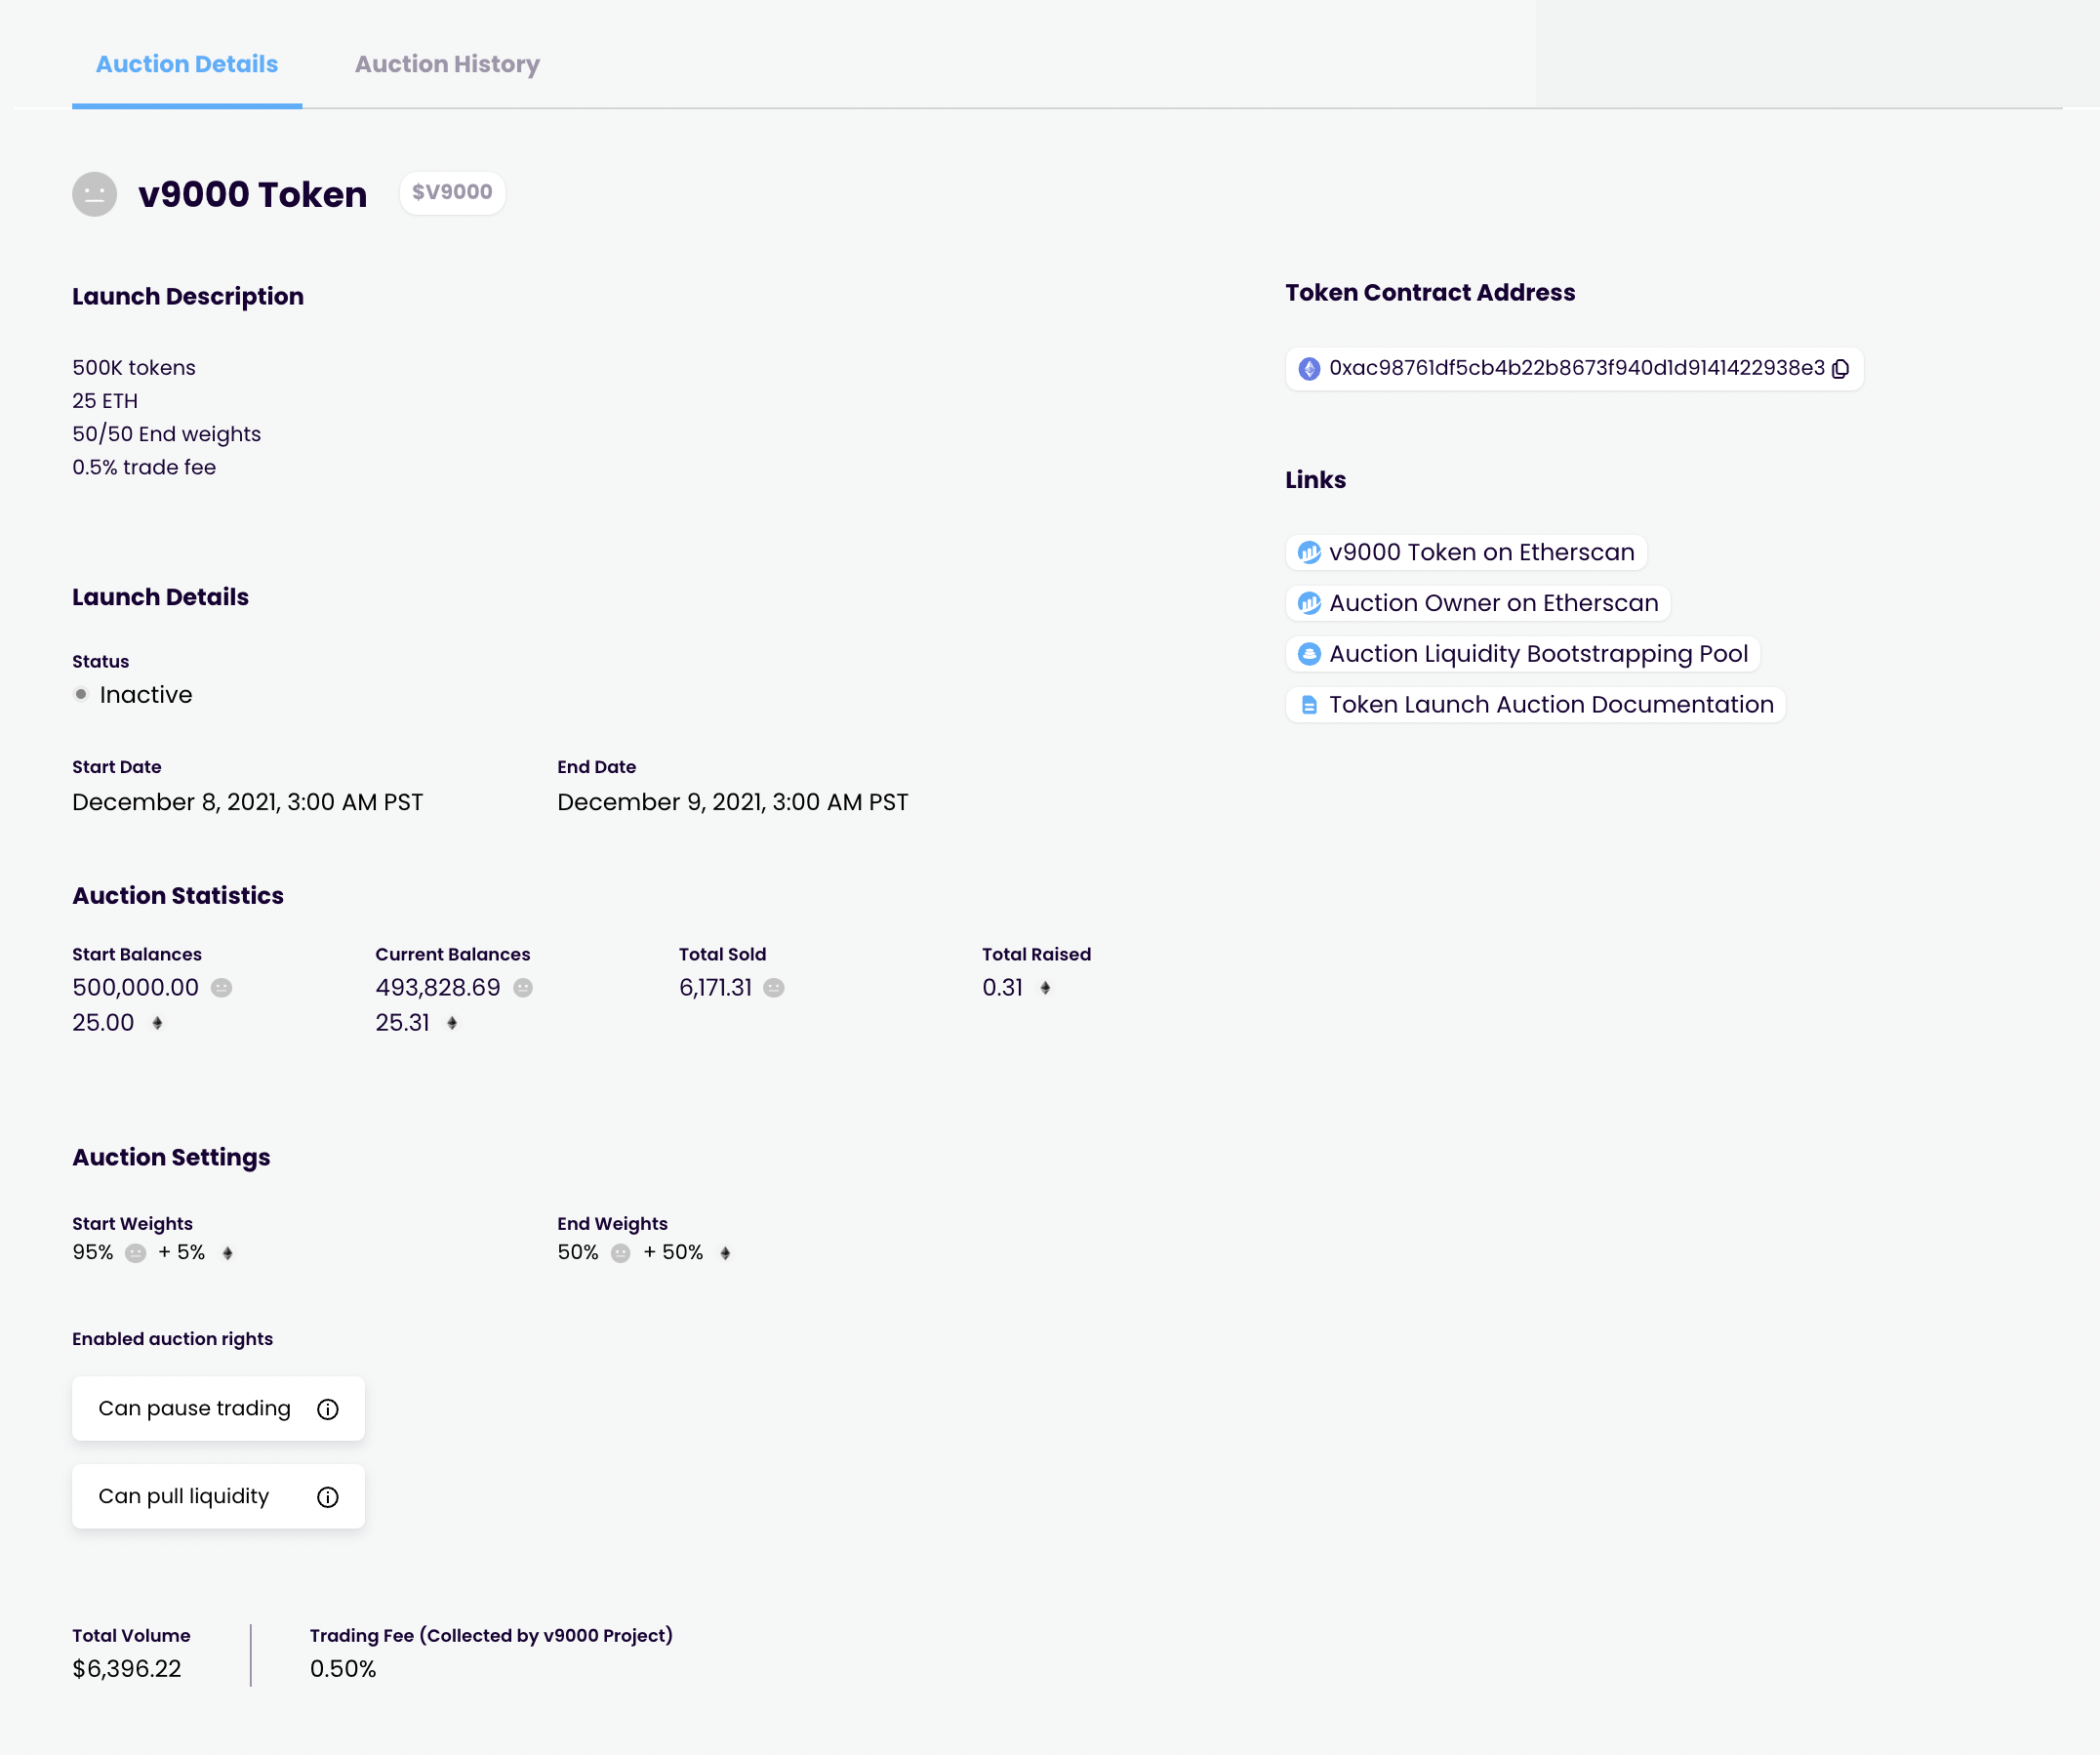 Auction Details
Auction History
v9000 Token
$V9000
Launch Description
500K tokens
25 ETH
50/50 End weights
0.5% trade fee
Launch Details
Status
Inactive
Start Date
December 8, 2021, 3:00 AM PST
End Date
December 9, 2021, 3:00 AM PST
Auction Statistics
Start Balances
500,000.00
25.00
Current Balances
493,828.69
25.31
Total Sold
6,171.31
Total Raised
0.31
Auction Settings
Start Weights
95% + 5%
End Weights
50% + 50%
Enabled auction rights
Can pause trading
Can pull liquidity
Total Volume
$6,396.22
Trading Fee (Collected by v9000 Project)
0.50%
Token Contract Address
0xac98761df5cb4b22b8673f940d1d9141422938e3
Links
v9000 Token on Etherscan
Auction Owner on Etherscan
Auction Liquidity Bootstrapping Pool
Token Launch Auction Documentation